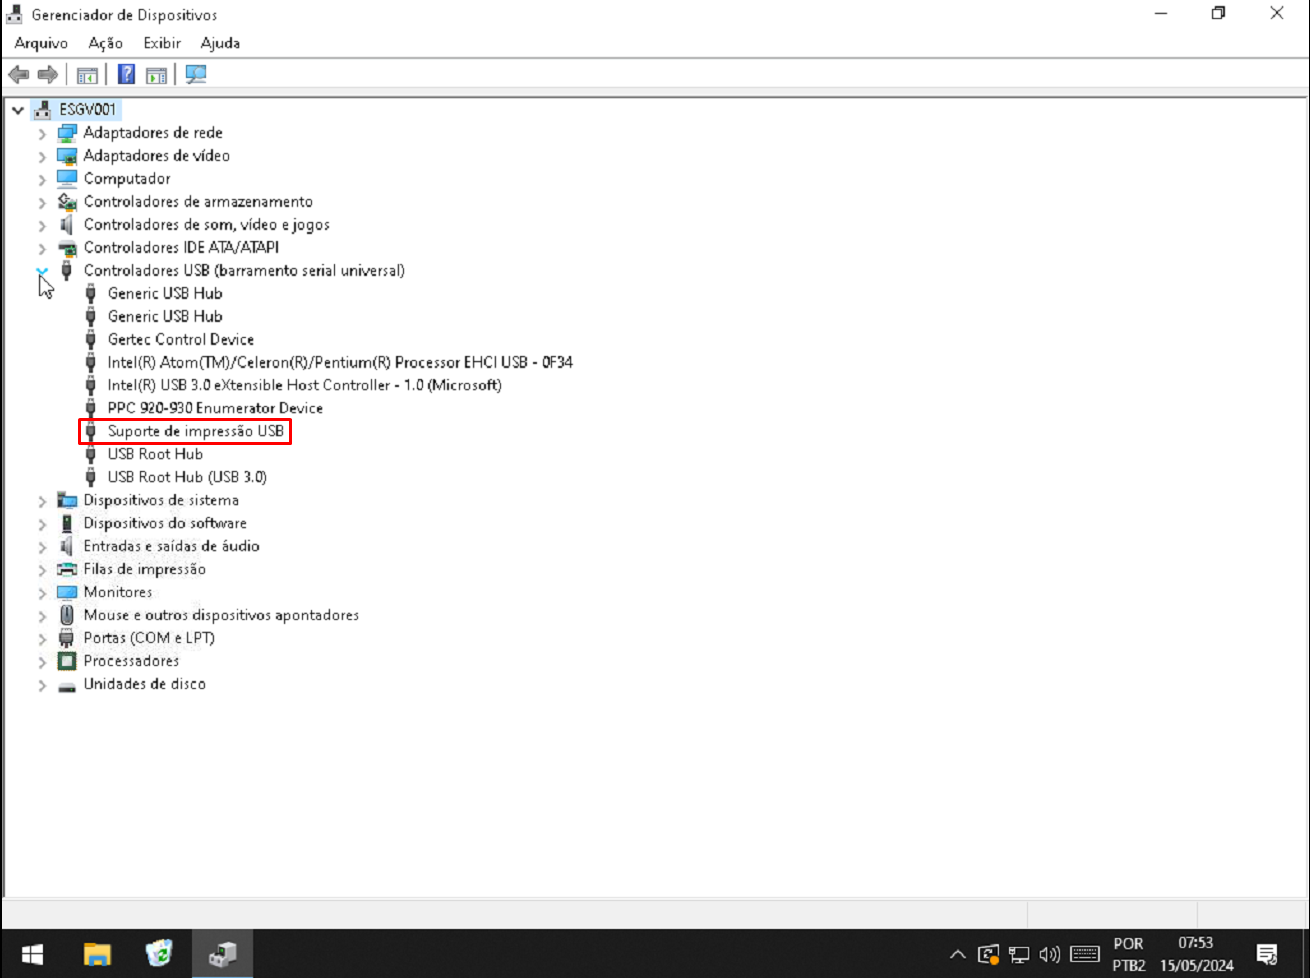 Gerenciador de Dispositivos
Arquivo Ação Exibir Ajuda
ESGV001
Adaptadores de rede
Adaptadores de vídeo
Computador
Controladores de armazenamento
Controladores de som, vídeo e jogos
Controladores IDE ATA/ATAPI
Controladores USB (barramento serial universal)
Generic USB Hub
Generic USB Hub
Gertec Control Device
Intel(R) Atom(TM)/Celeron(R)/Pentium(R) Processor EHCI USB - 0F34
Intel(R) USB 3.0 eXtensible Host Controller - 1.0 (Microsoft)
PPC 920-930 Enumerator Device
Suporte de impressão USB
USB Root Hub
USB Root Hub (USB 3.0)
Dispositivos de sistema
Dispositivos do software
Entradas e saídas de áudio
Filas de impressão
Monitores
Mouse e outros dispositivos apontadores
Portas (COM e LPT)
Processadores
Unidades de disco
POR 07:53
PTB2 15/05/2024